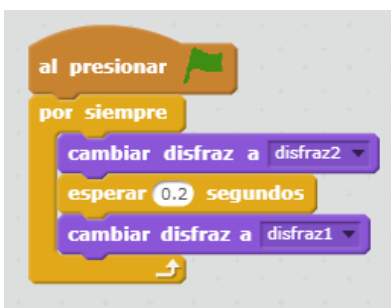 al presionar
por siempre
cambiar disfraz a disfraz2
esperar 0.2 segundos
cambiar disfraz a disfraz1